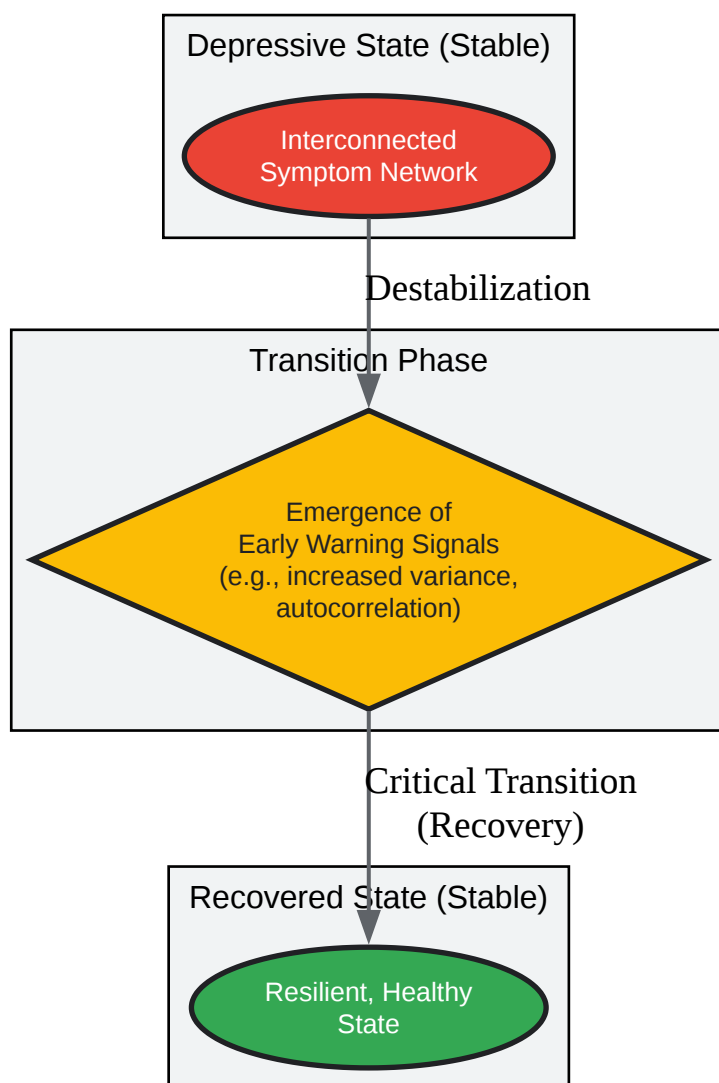 Depressive State (Stable)
Interconnected
Symptom Network
Destabilization
Transition Phase
Emergence of
Early Warning Signals
(e.g., increased variance,
autocorrelation)
Critical Transition
(Recovery)
Recovered State (Stable)
Resilient, Healthy
State